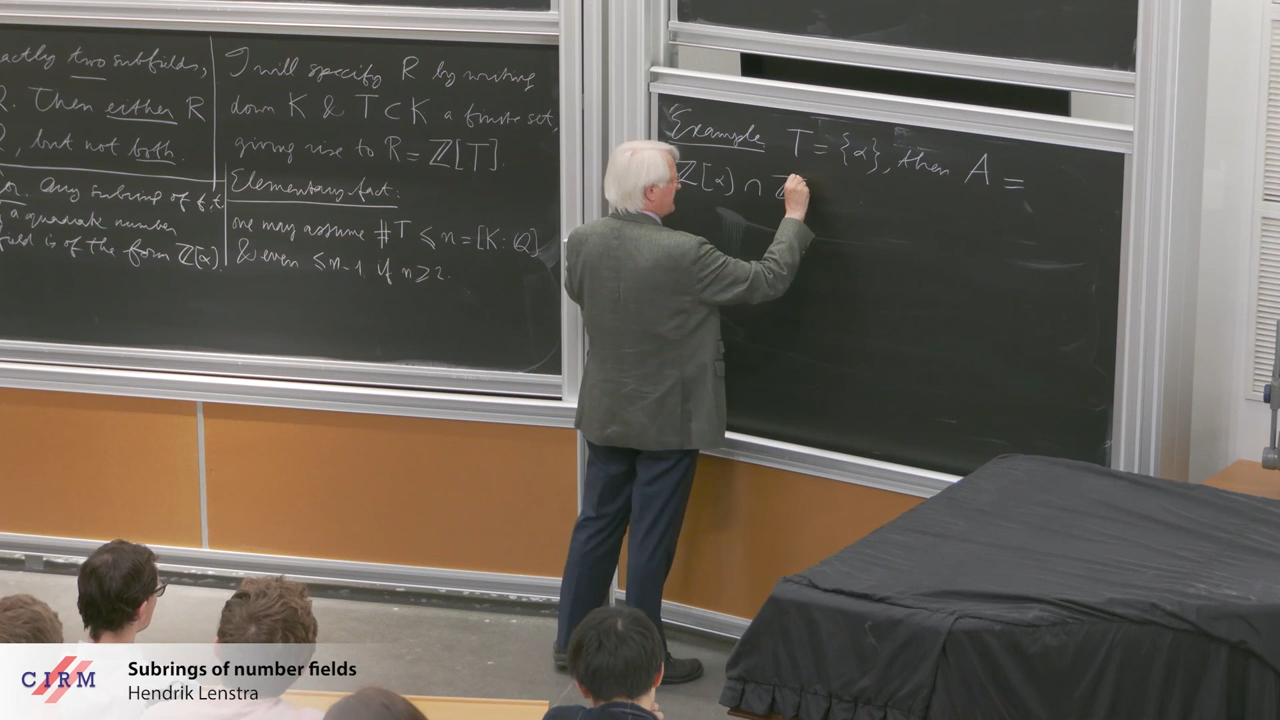 actly two subfields,
Q. Then either R
Q, but not both.
or. Any subring of f.t.
a quadratic number
field is of the form Z[α].
I will specify R by writing
down K & T ⊂ K a finite set,
giving rise to R = ℤ[T].
Elementary fact:
one may assume #T ≤ n = [K:Q]
& even ≤ n-1 if n ≥ 2.
Example T = {α}, then A =
ℤ[α] ∩
CIRM
Subrings of number fields
Hendrik Lenstra